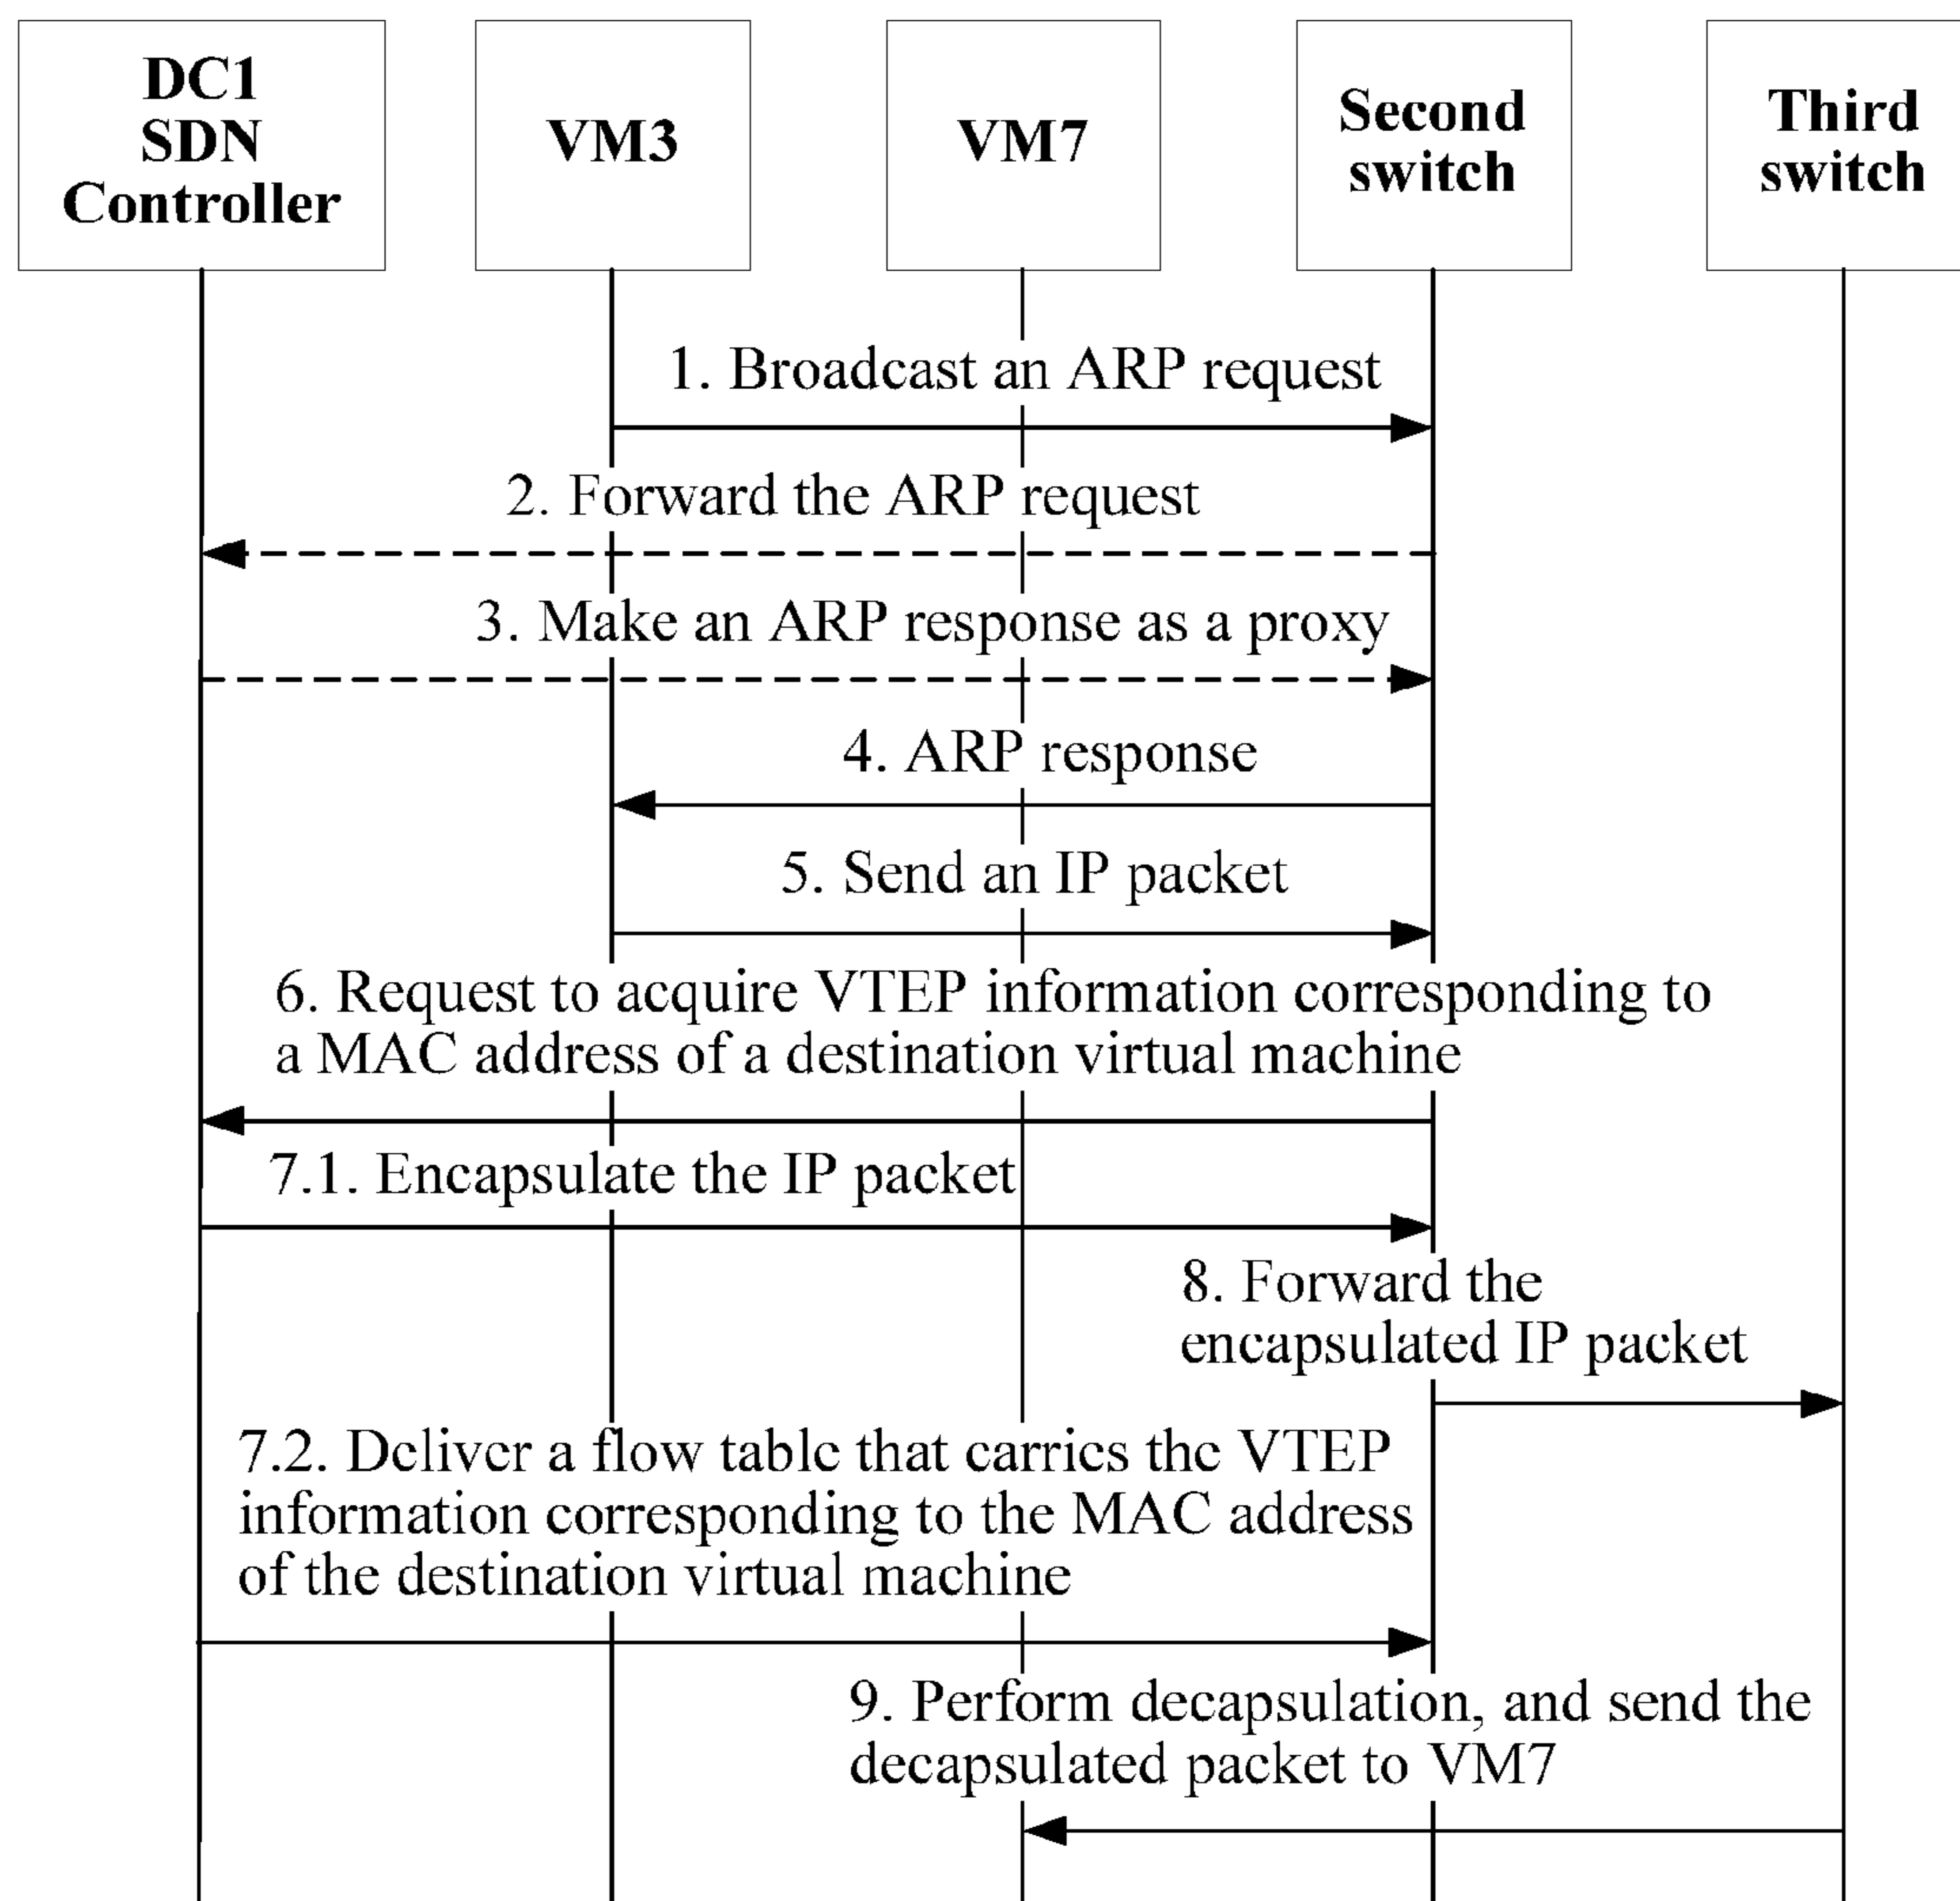 DC1
SDN
Controller
VM3
VM7
Second
switch
Third
switch
1. Broadcast an ARP request
2. Forward the ARP request
3. Make an ARP response as a proxy
4. ARP response
5. Send an IP packet
6. Request to acquire VTEP information corresponding to
a MAC address of a destination virtual machine
7.1. Encapsulate the IP packet
8. Forward the
encapsulated IP packet
7.2. Deliver a flow table that carries the VTEP
information corresponding to the MAC address
of the destination virtual machine
9. Perform decapsulation, and send the
decapsulated packet to VM7